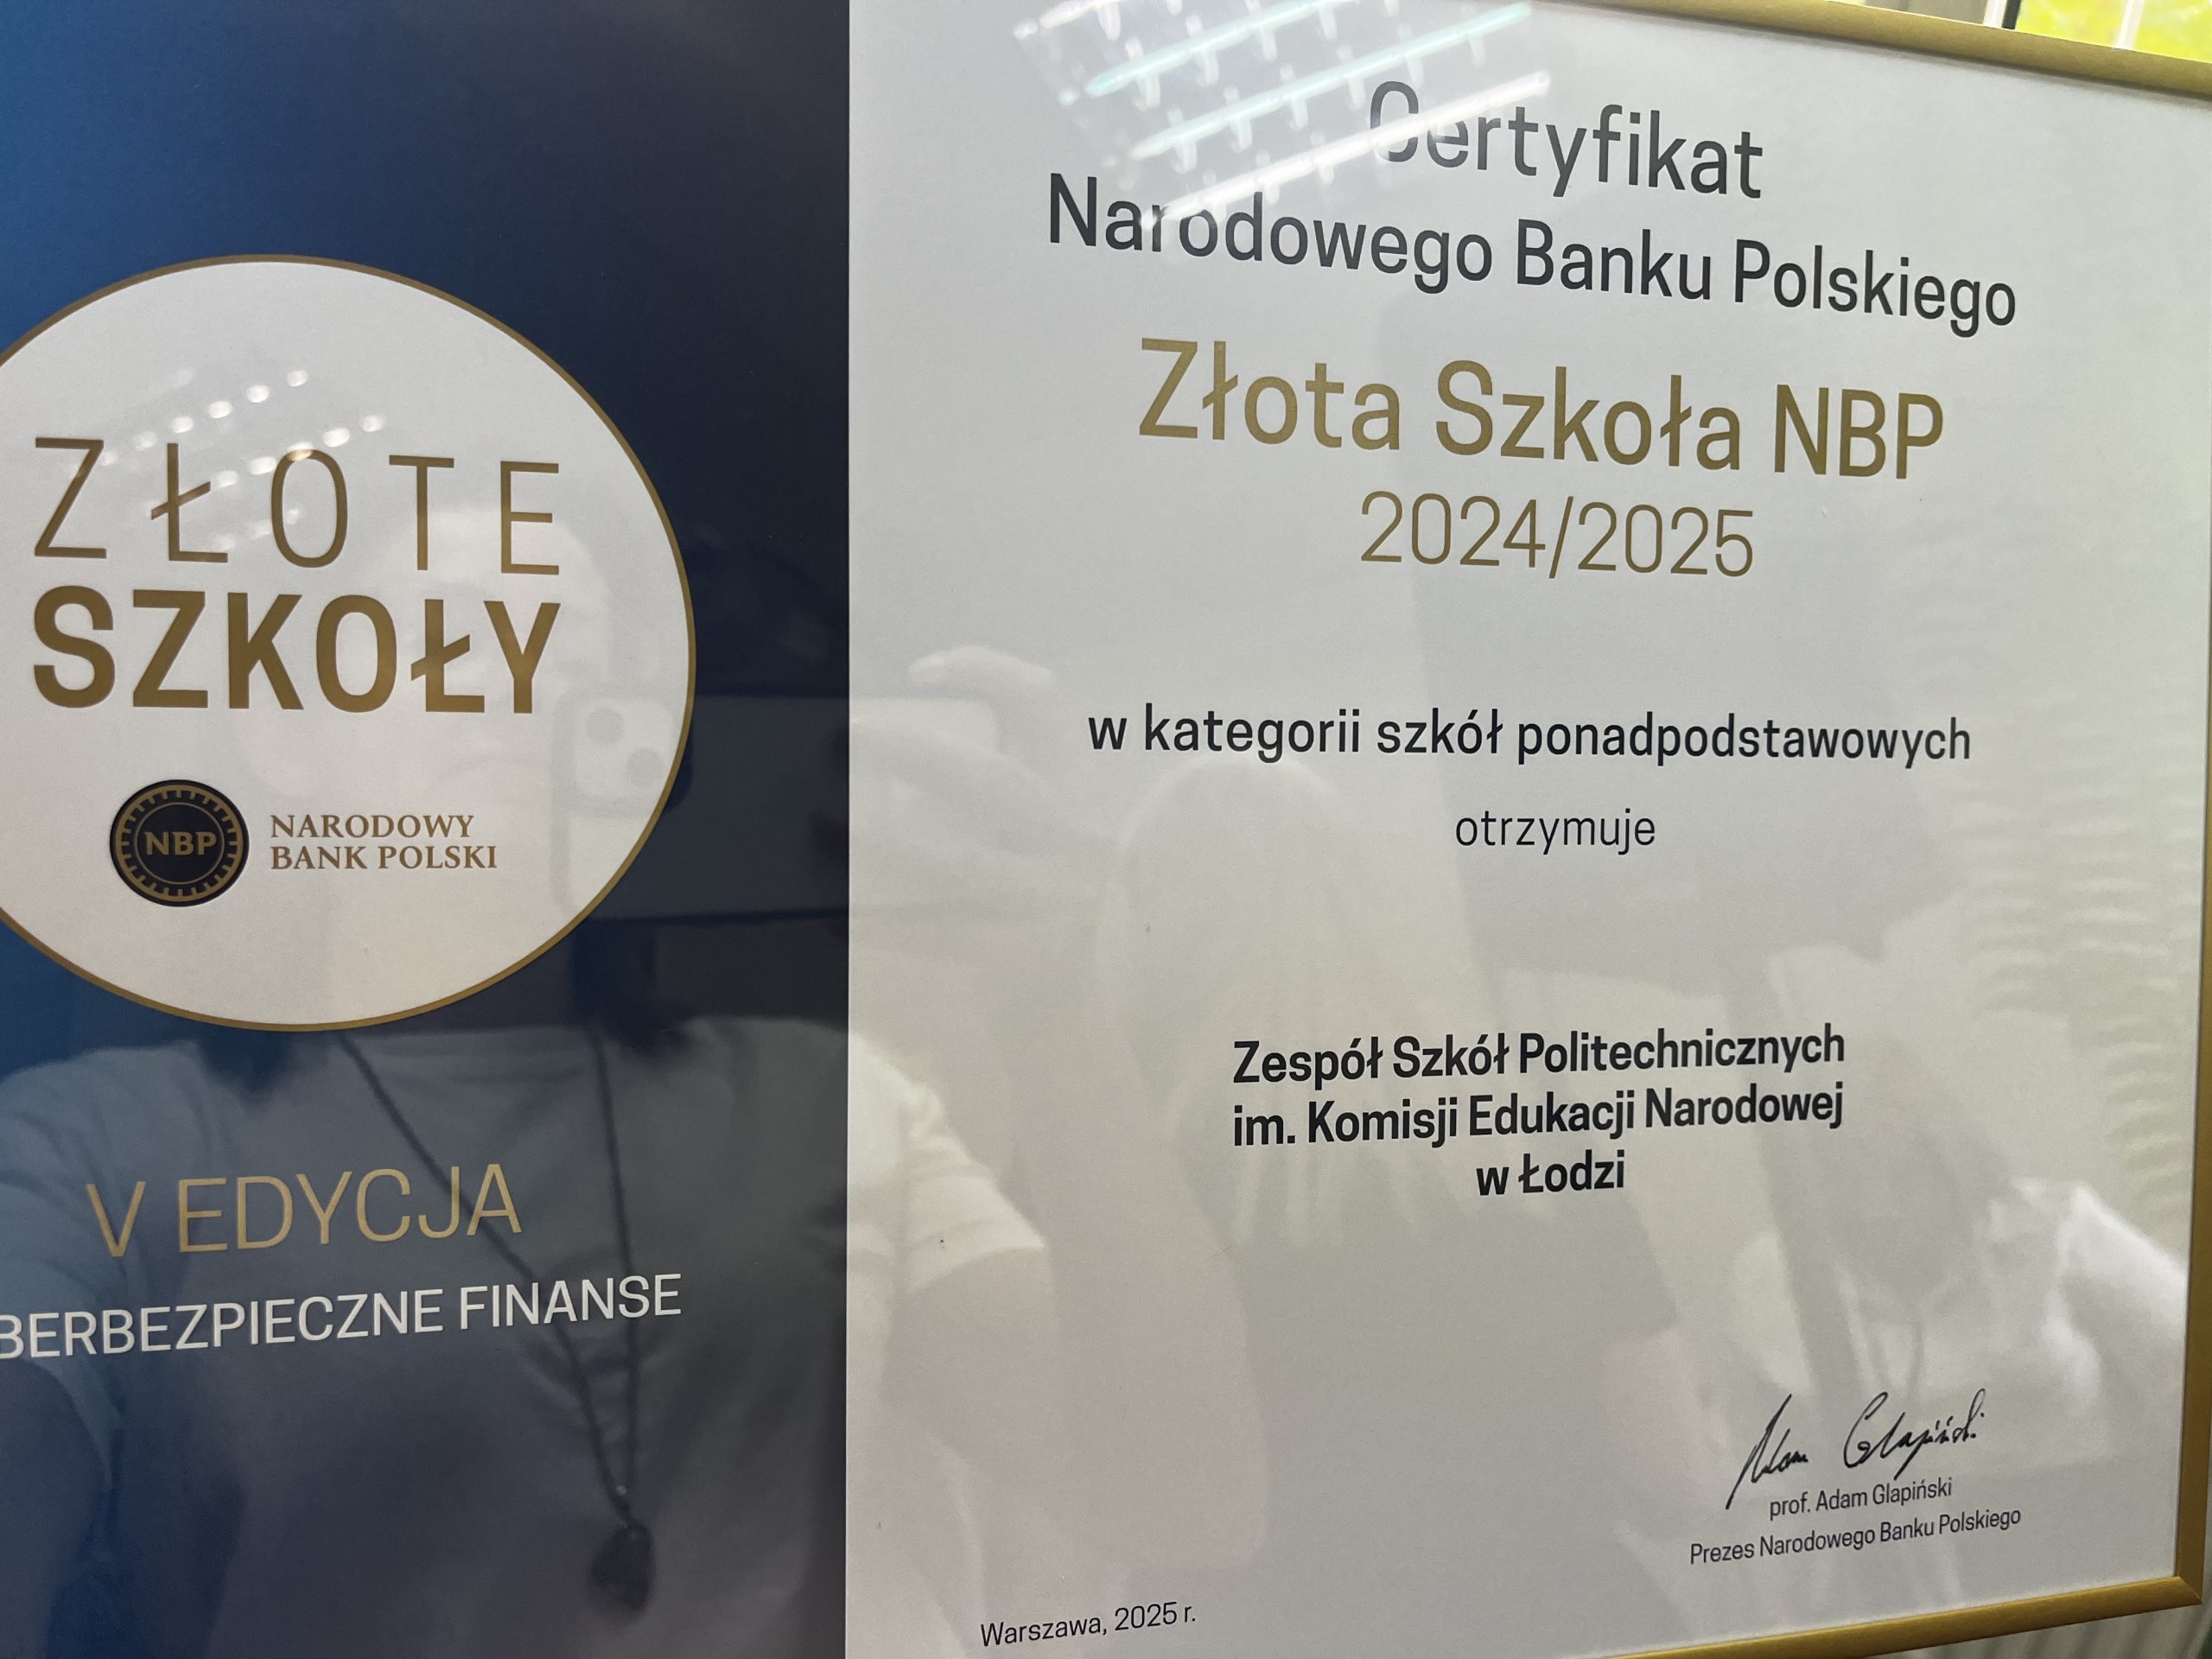 ZŁOTE
SZKOŁY
NBP
NARODOWY
BANK POLSKI
V EDYCJA
BERBEZPIECZNE FINANSE
Certyfikat
Narodowego Banku Polskiego
Złota Szkoła NBP
2024/2025
w kategorii szkół ponadpodstawowych
otrzymuje
Zespół Szkół Politechnicznych
im. Komisji Edukacji Narodowej
w Łodzi
Adam Glapiński
prof. Adam Glapiński
Prezes Narodowego Banku Polskiego
Warszawa, 2025 r.